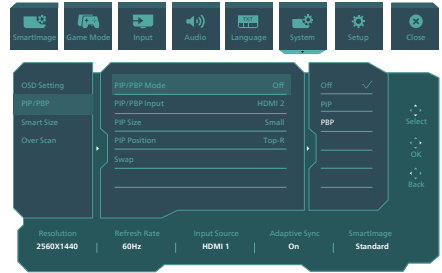 SmartImage
Game Mode
Input
Audio
TXT
Language
System
Setup
Close
OSD Setting
PIP/PBP
Smart Size
Over Scan
PIP/PBP Mode Off
PIP/PBP Input HDMI 2
PIP Size Small
PIP Position Top-R
Swap
Off
PIP
PBP
Select
OK
Back
Resolution Refresh Rate Input Source Adaptive Sync SmartImage
2560X1440 60Hz HDMI 1 On Standard